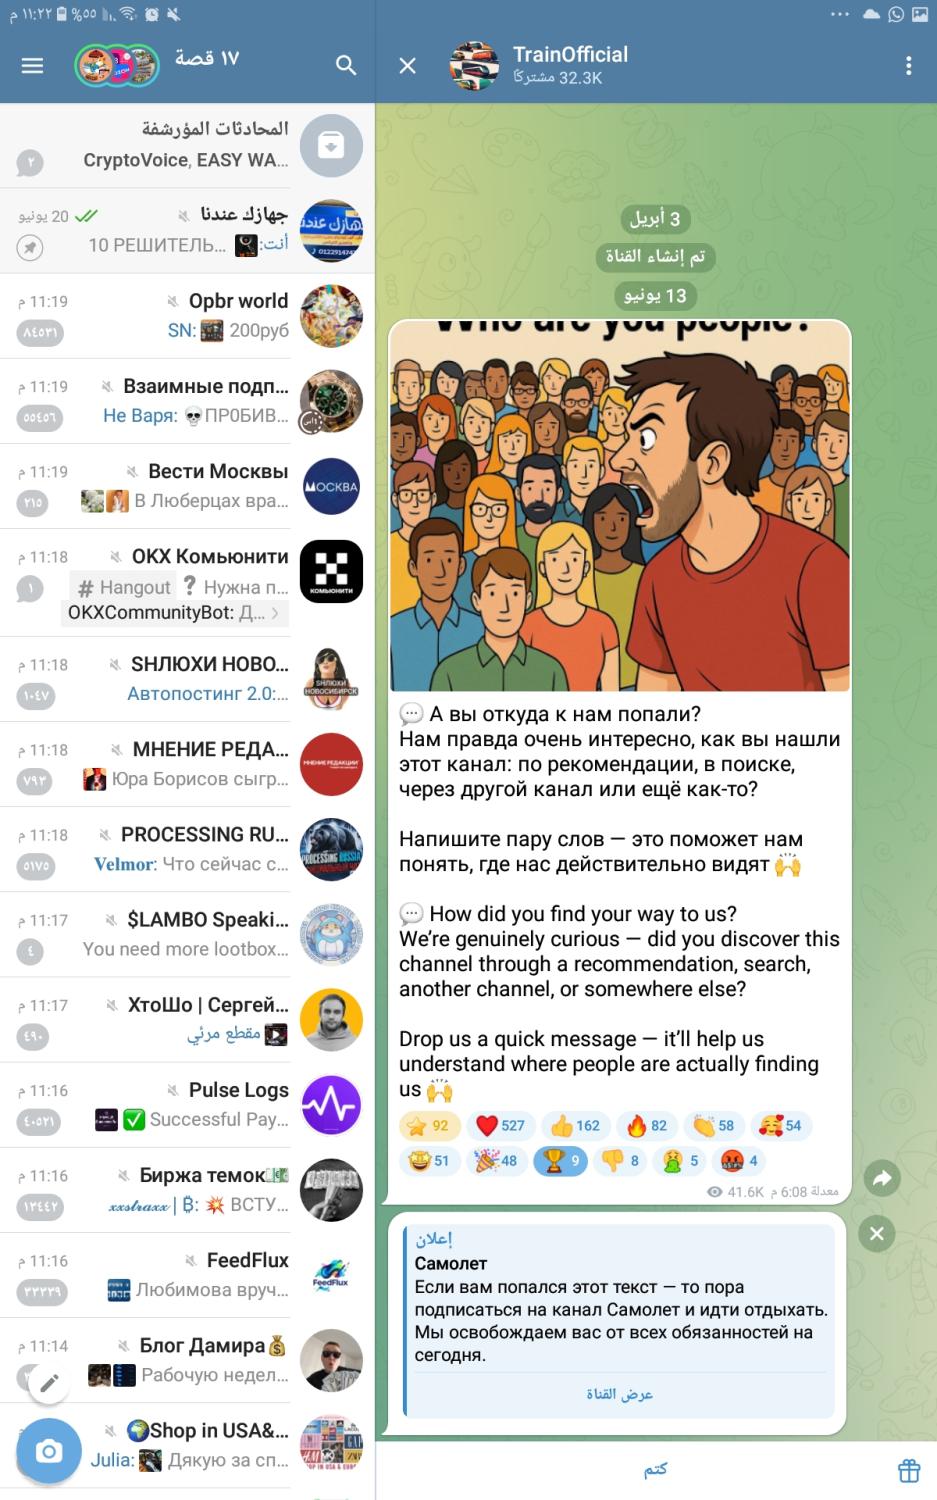 ١١:٢٢ م
%٥٥
١٧ قصة
المحادثات المؤرشفة
CryptoVoice, EASY WA...
٢
جهازك عندنا
20 يونيو
أنت: 10 РЕШИТЕЛЬ...
Opbr world
11:19 م
SN: 200руб
٨٤٥٣١
Взаимные подп...
11:19 م
Не Варя: 💀ПРОБИВ...
٥٥٤٥٦
Вести Москвы
11:19 م
В Люберцах вра...
٢١٥
МОСКВА
OKX Комьюнити
11:18 م
# Hangout ❓ Нужна п...
OKXCommunityBot: Д... >
١
КОМЬЮНИТИ
SHЛЮХИ НОВО...
11:18 م
Автопостинг 2.0:...
١٠٤٧
SHЛЮХИ
НОВОСИБИРСК
МНЕНИЕ РЕДА...
11:18 م
Юра Борисов сыгр...
٧٩٣
МНЕНИЕ РЕДАКЦИИ
PROCESSING RU...
11:18 م
Velmor: Что сейчас с...
٥١٧٥
PROCESSING RUSSIA
$LAMBO Speaki...
11:17 م
You need more lootbox...
٤
ХтоШо | Сергей...
11:17 م
مقطع مرئي
٤٩٠
Pulse Logs
11:16 م
✅ Successful Pay...
٤٠٥٢١
Биржа темок💵
11:16 م
xxstraxx | ₿: 💥 ВСТУ...
١٣٤٤٢
FeedFlux
11:16 م
Любимова вруч...
٣٣٣٣٩
FeedFlux
Блог Дамира💰
11:14 م
Рабочую недел...
🌍Shop in USA&...
Julia: Дякую за сп...
TrainOfficial
32.3K مشتركًا
3 أبريل
تم إنشاء القناة
13 يونيو
Who are you people?
💬 А вы откуда к нам попали?
Нам правда очень интересно, как вы нашли
этот канал: по рекомендации, в поиске,
через другой канал или ещё как-то?
Напишите пару слов — это поможет нам
понять, где нас действительно видят 🙌
💬 How did you find your way to us?
We're genuinely curious — did you discover this
channel through a recommendation, search,
another channel, or somewhere else?
Drop us a quick message — it'll help us
understand where people are actually finding
us 🙌
⭐ 92 ❤ 527 👍 162 🔥 82 👏 58 🥰 54
🤩 51 🎉 48 🏆 9 👎 8 🤮 5 🤬 4
41.6K معدلة 6:08 م
إعلان
Самолет
Если вам попался этот текст — то пора
подписаться на канал Самолет и идти отдыхать.
Мы освобождаем вас от всех обязанностей на
сегодня.
عرض القناة
كتم